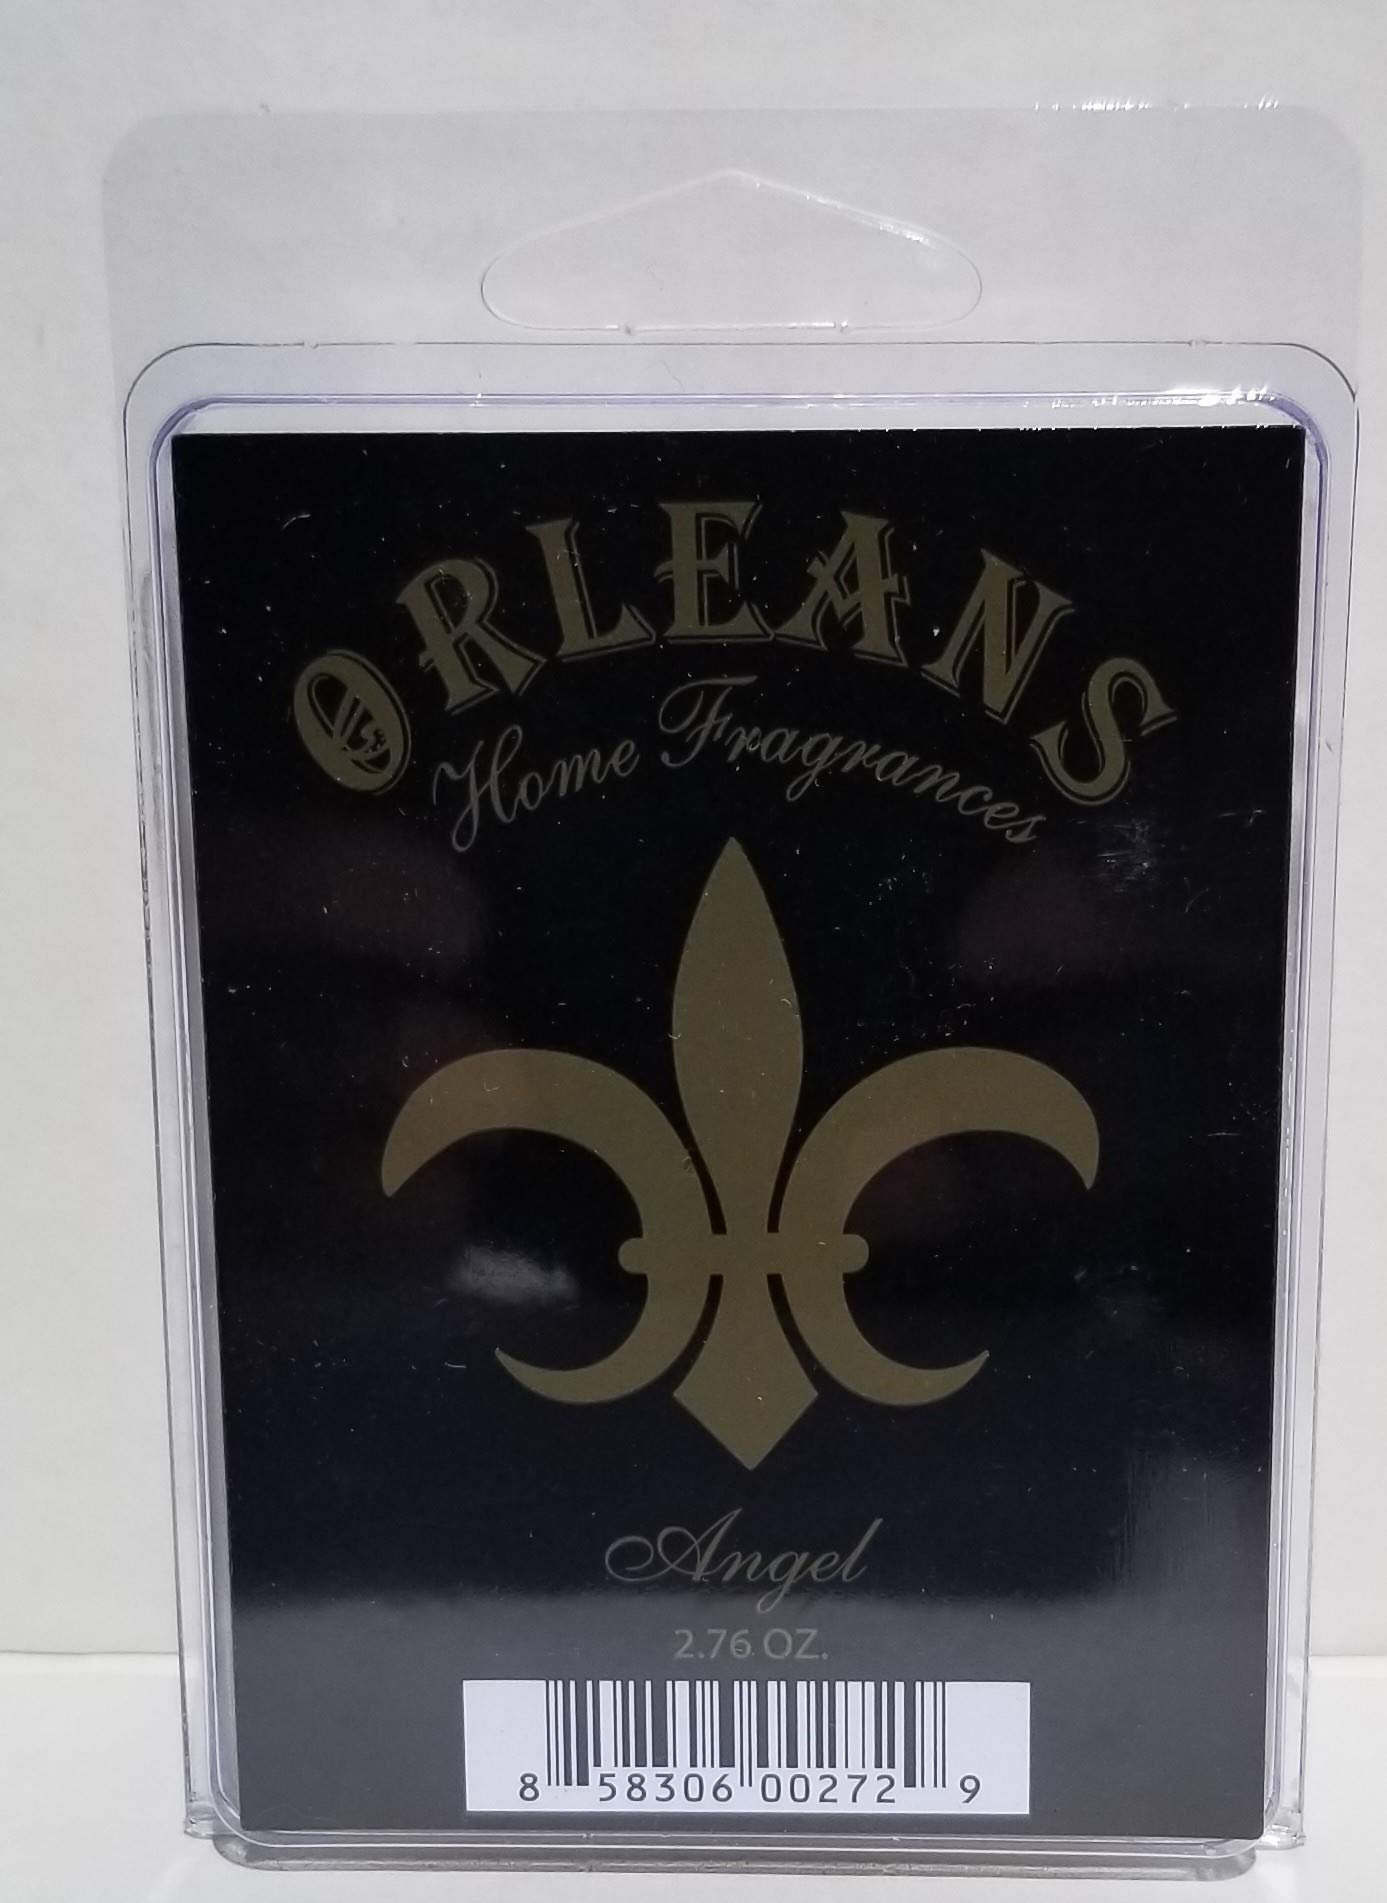 ORLEANS
Home Fragrances
Angel
2.76 OZ.
8 58306 00272 9